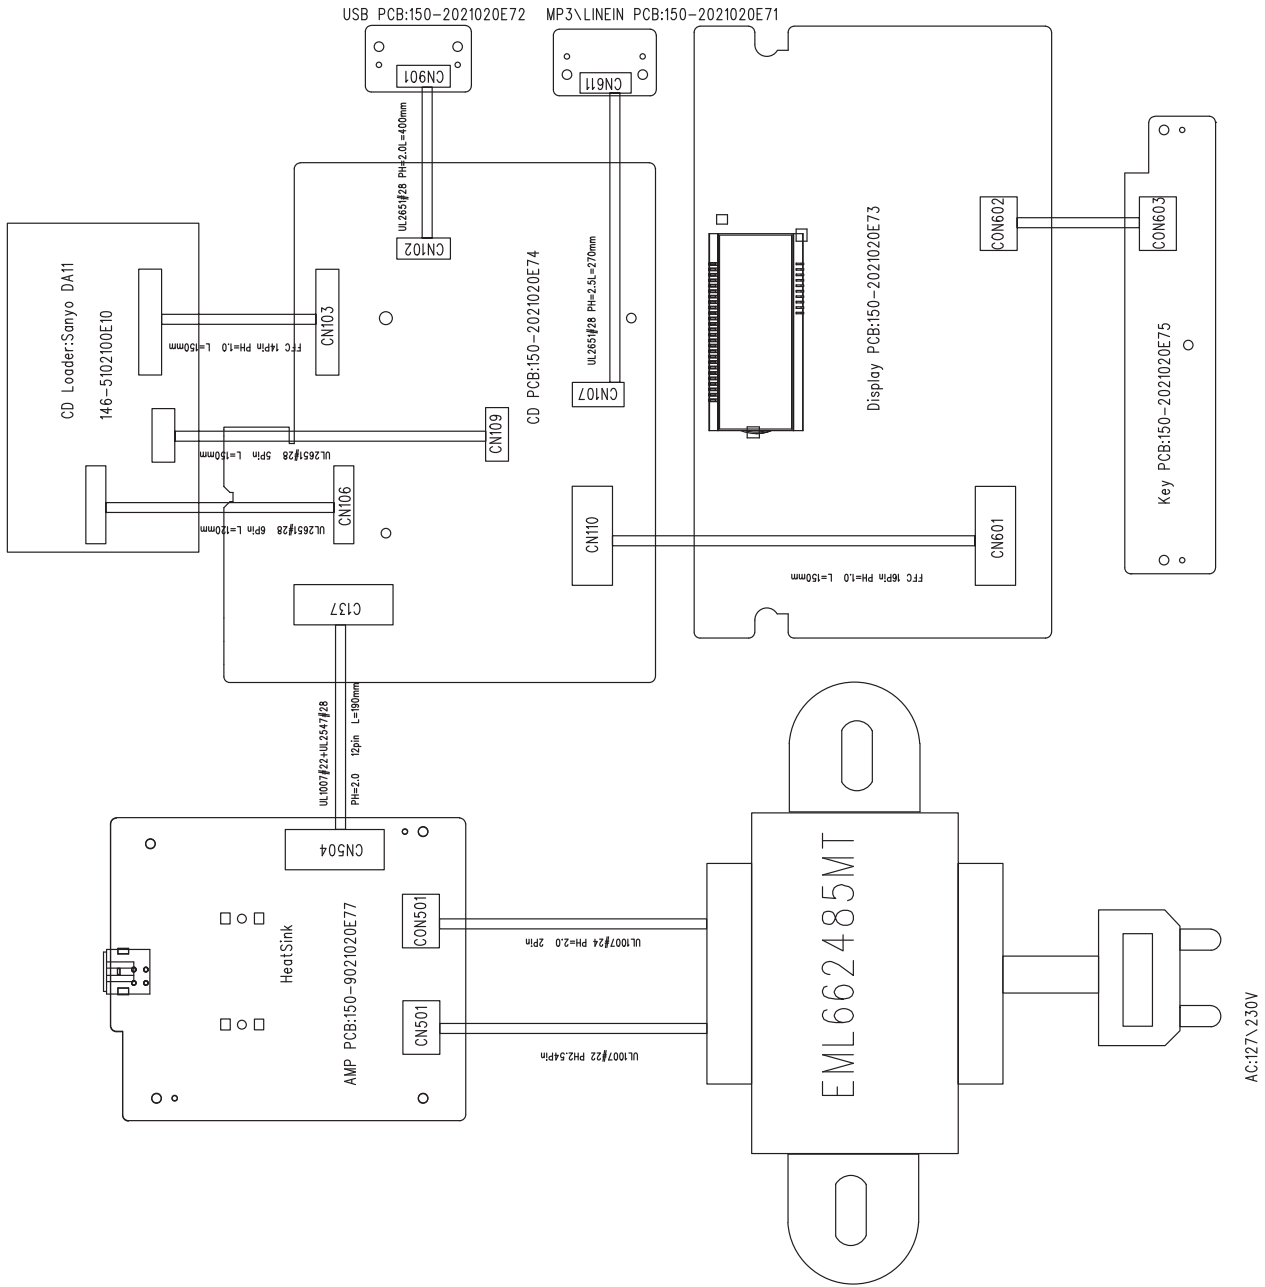 USB PCB:150-2021020E72
MP3\LINEIN PCB:150-2021020E71
CN901
CN611
UL2651#28 PH=2.0L=400mm
UL2651#28 PH=2.5L=270mm
CN102
CN107
CD Loader:Sanyo DA11
146-5102100E10
FFC 14Pin PH=1.0 L=150mm
CN103
UL2651#28 5Pin L=150mm
CN109
UL2651#28 6Pin L=120mm
CN106
CD PCB:150-2021020E74
CN110
FFC 16Pin PH=1.0 L=150mm
CN601
Display PCB:150-2021020E73
CON602
CON603
Key PCB:150-2021020E75
C137
UL1007#22+UL2547#28
PH=2.0 12pin L=190mm
CN504
HeatSink
AMP PCB:150-9021020E77
CON501
CN501
UL1007#24 PH=2.0 2Pin
UL1007#22 PH2.54Pin
EML662485MT
AC:127\230V